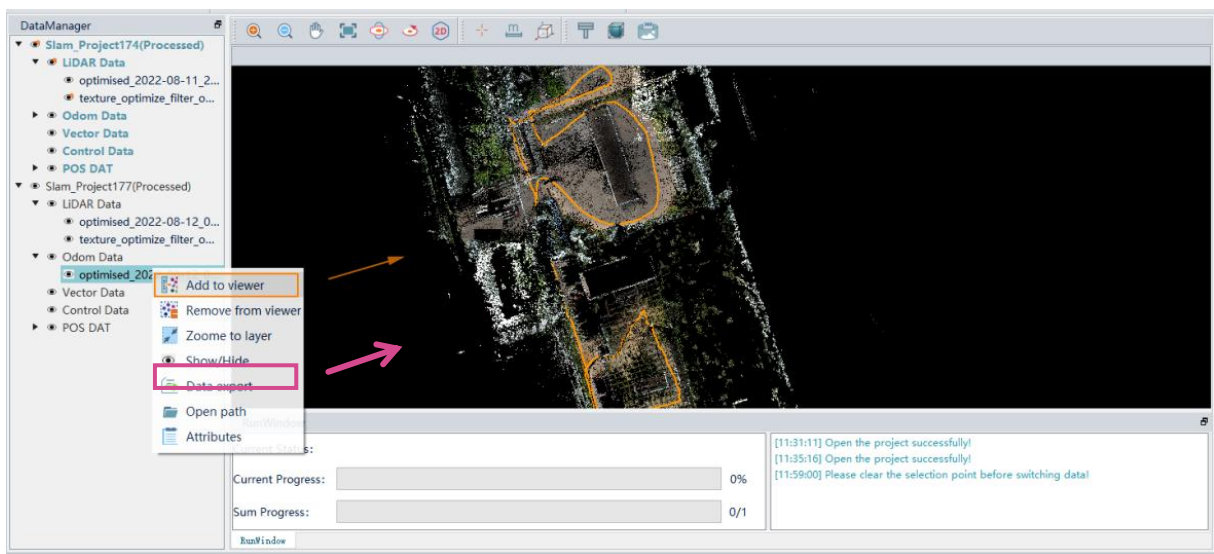 DataManager
2D
m
Slam_Project174(Processed)
LiDAR Data
optimised_2022-08-11_2...
texture_optimize_filter_o...
Odom Data
Vector Data
Control Data
POS DAT
Slam_Project177(Processed)
LiDAR Data
optimised_2022-08-12_0...
texture_optimize_filter_o...
Odom Data
optimised_202
Vector Data
Control Data
POS DAT
Add to viewer
Remove from viewer
Zoome to layer
Show/Hide
Data export
Open path
Attributes
RunWindow
Current Status:
Current Progress: 0%
Sum Progress: 0/1
RunWindow
[11:31:11] Open the project successfully!
[11:35:16] Open the project successfully!
[11:59:00] Please clear the selection point before switching data!